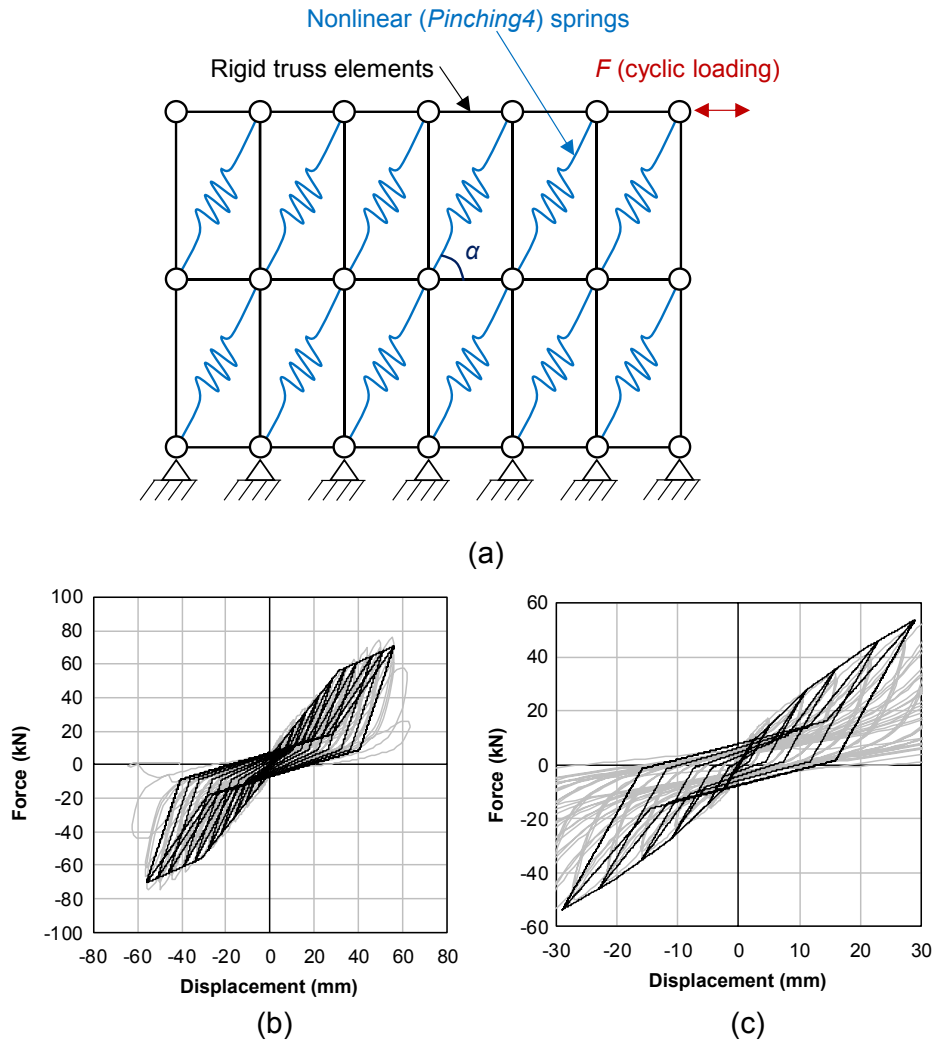 Nonlinear (Pinching4) springs
Rigid truss elements
F (cyclic loading)
α
(a)
100
80
60
40
20
0
-20
-40
-60
-80
-100
-80 -60 -40 -20 0 20 40 60 80
Force (kN)
Displacement (mm)
(b)
60
40
20
0
-20
-40
-60
-30 -20 -10 0 10 20 30
Force (kN)
Displacement (mm)
(c)